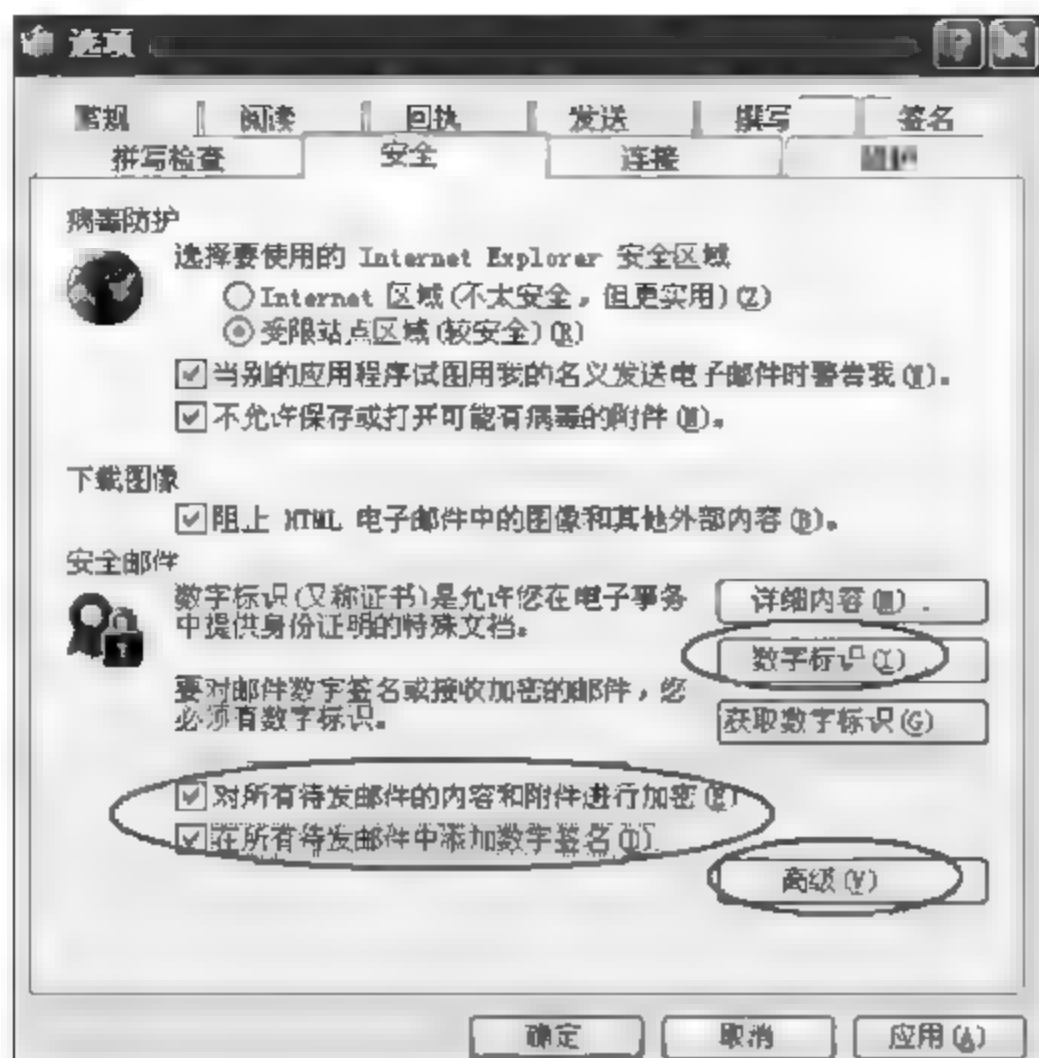 选项
常规 阅读 回执 发送 撰写 签名
拼写检查 安全 连接 维护
病毒防护
选择要使用的 Internet Explorer 安全区域
Internet 区域(不太安全，但更实用)(Z)
受限站点区域(较安全)(R)
当别的应用程序试图用我的名义发送电子邮件时警告我(W)。
不允许保存或打开可能有病毒的附件(N)。
下载图像
阻止 HTML 电子邮件中的图像和其他外部内容(B)。
安全邮件
数字标识(又称证书)是允许您在电子事务
中提供身份证明的特殊文档。
详细内容(M)．
数字标识(I)
要对邮件数字签名或接收加密的邮件，您
必须有数字标识。
获取数字标识(G)
对所有待发邮件的内容和附件进行加密(E)
在所有待发邮件中添加数字签名(D)
高级(V)
确定 取消 应用(A)